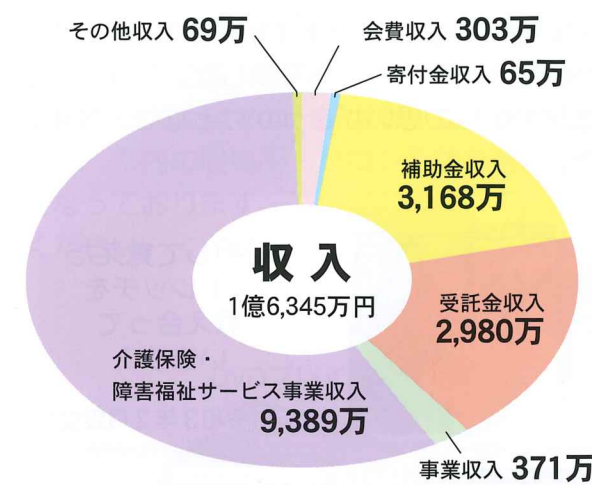 その他収入 69万
会費収入 303万
寄付金収入 65万
補助金収入
3,168万
収入
1億6,345万円
受託金収入
2,980万
介護保険・
障害福祉サービス事業収入
9,389万
事業収入 371万